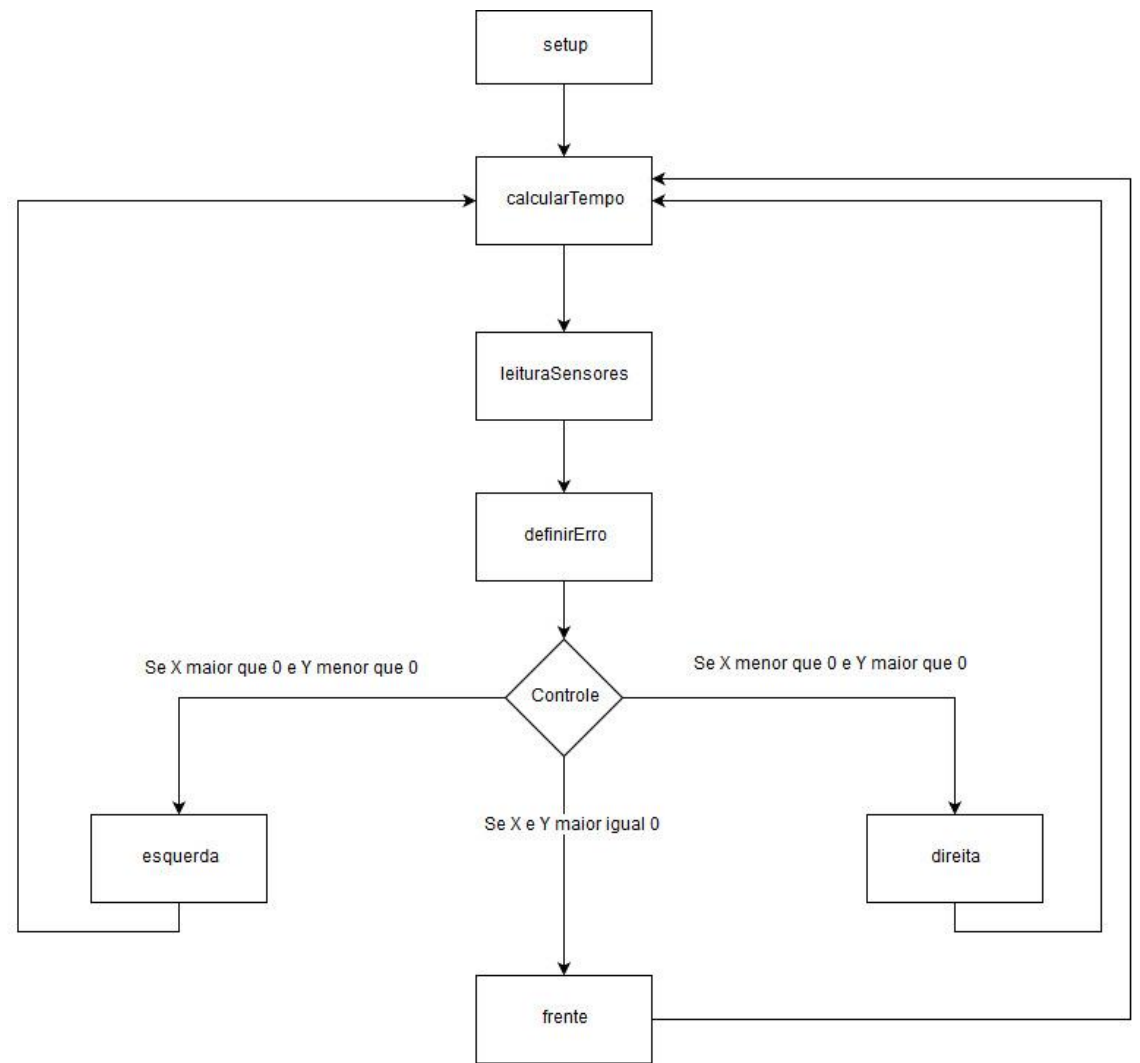 setup
calcularTempo
leituraSensores
definirErro
Se X maior que 0 e Y menor que 0
Se X menor que 0 e Y maior que 0
Controle
Se X e Y maior igual 0
esquerda
direita
frente